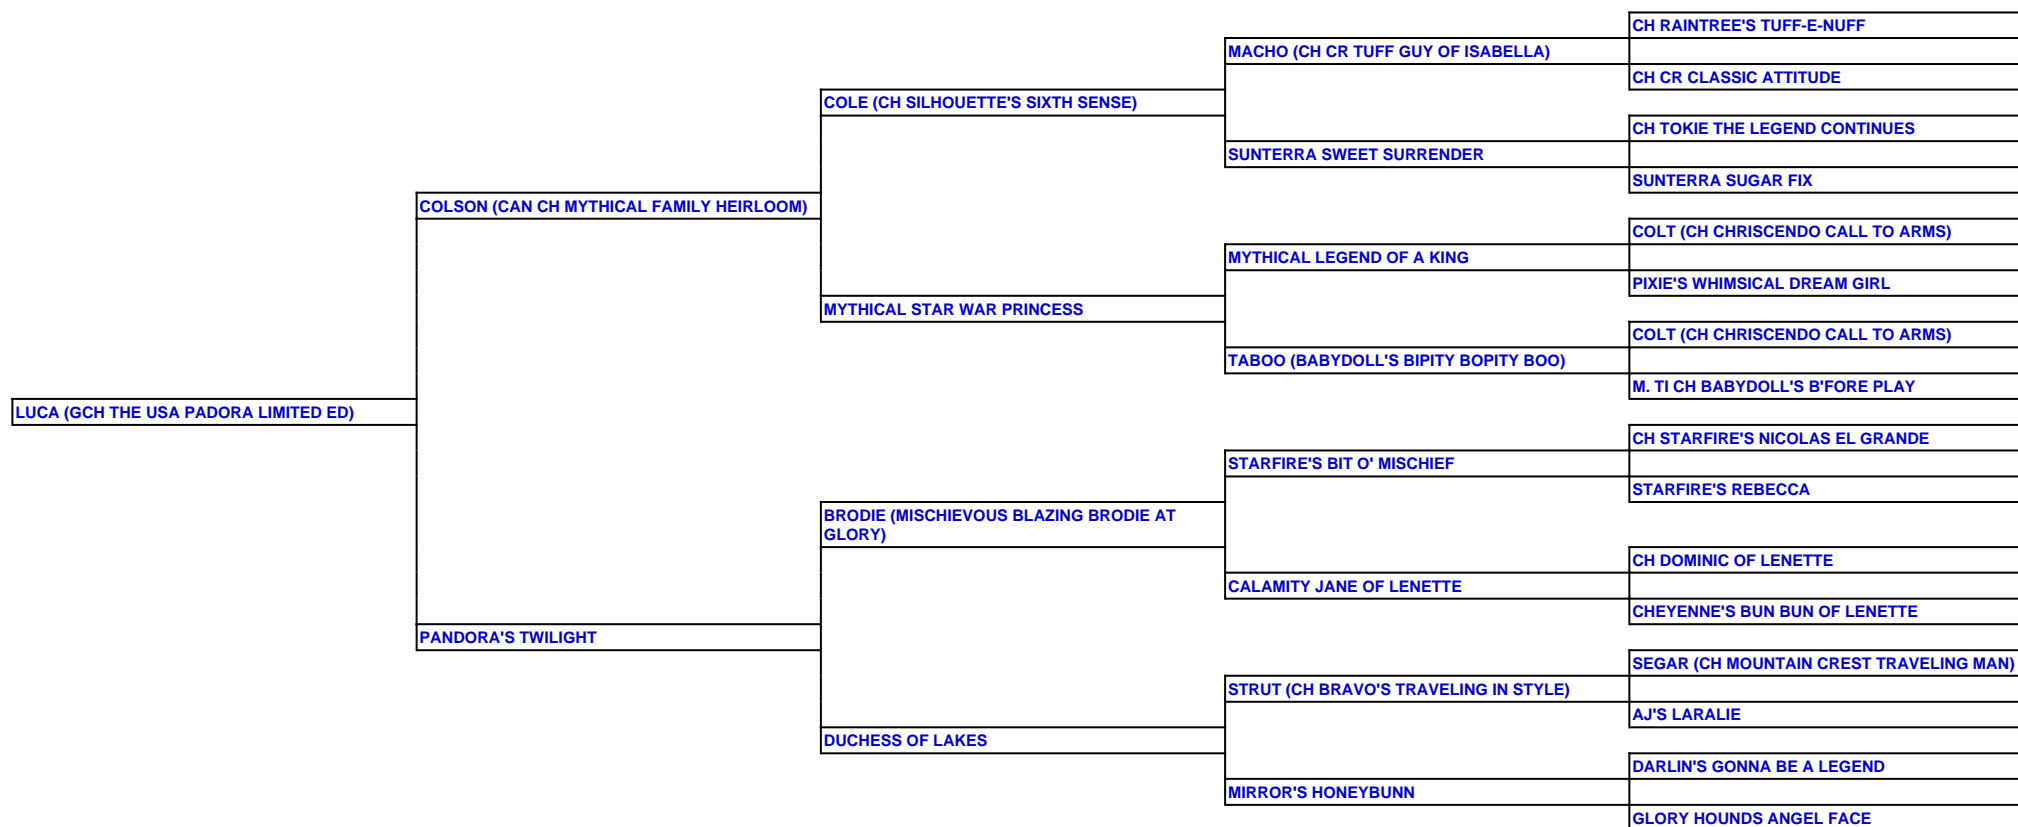 CH RAINTREE'S TUFF-E-NUFF
MACHO (CH CR TUFF GUY OF ISABELLA)
CH CR CLASSIC ATTITUDE
COLE (CH SILHOUETTE'S SIXTH SENSE)
CH TOKIE THE LEGEND CONTINUES
SUNTERRA SWEET SURRENDER
SUNTERRA SUGAR FIX
COLSON (CAN CH MYTHICAL FAMILY HEIRLOOM)
COLT (CH CHRISCENDO CALL TO ARMS)
MYTHICAL LEGEND OF A KING
PIXIE'S WHIMSICAL DREAM GIRL
MYTHICAL STAR WAR PRINCESS
COLT (CH CHRISCENDO CALL TO ARMS)
TABOO (BABYDOLL'S BIPITY BOPITY BOO)
M. TI CH BABYDOLL'S B'FORE PLAY
LUCA (GCH THE USA PADORA LIMITED ED)
CH STARFIRE'S NICOLAS EL GRANDE
STARFIRE'S BIT O' MISCHIEF
STARFIRE'S REBECCA
BRODIE (MISCHIEVOUS BLAZING BRODIE AT
GLORY)
CH DOMINIC OF LENETTE
CALAMITY JANE OF LENETTE
CHEYENNE'S BUN BUN OF LENETTE
PANDORA'S TWILIGHT
SEGAR (CH MOUNTAIN CREST TRAVELING MAN)
STRUT (CH BRAVO'S TRAVELING IN STYLE)
AJ'S LARALIE
DUCHESS OF LAKES
DARLIN'S GONNA BE A LEGEND
MIRROR'S HONEYBUNN
GLORY HOUNDS ANGEL FACE